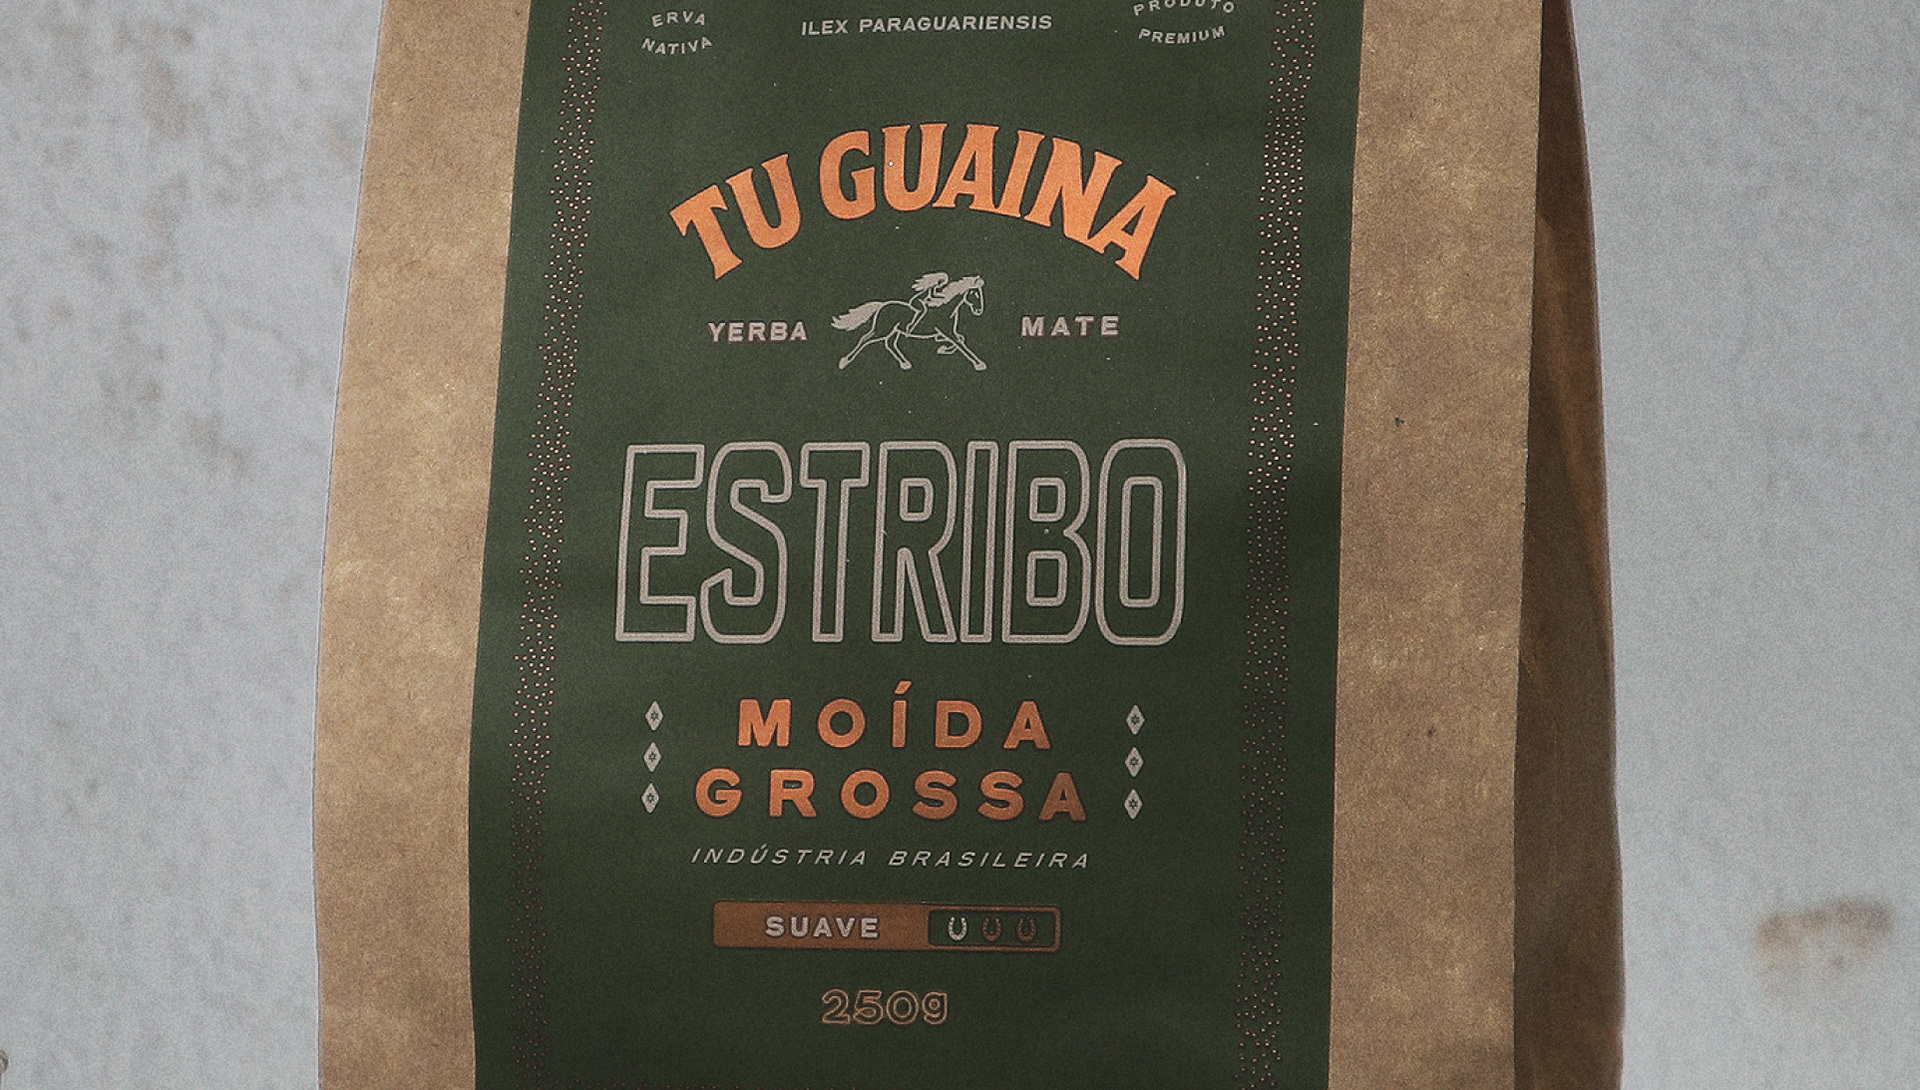 ERVA
NATIVA
ILEX PARAGUARIENSIS
PRODUTO
PREMIUM
TU GUAINA
YERBA MATE
ESTRIBO
MOÍDA
GROSSA
INDÚSTRIA BRASILEIRA
SUAVE
250g